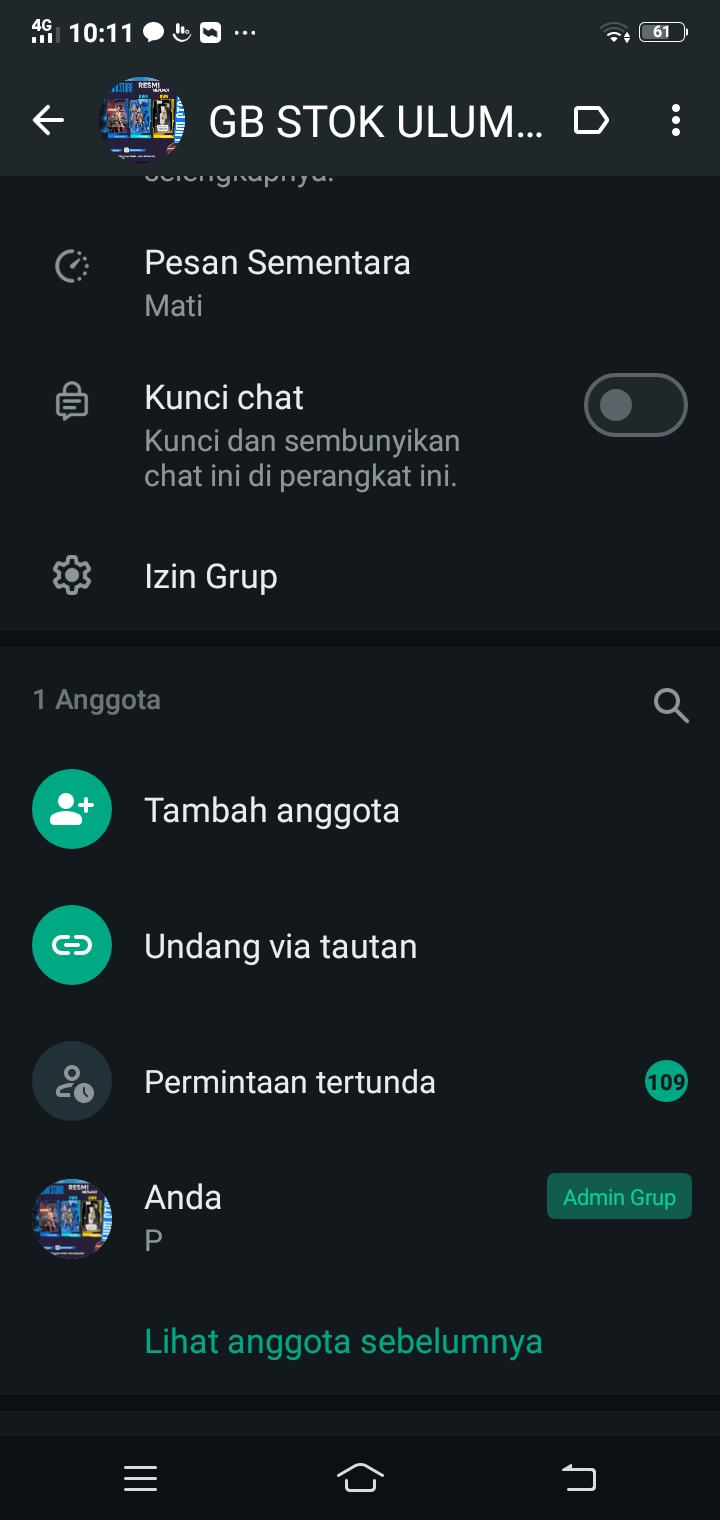 4G 10:11 ... 61
GB STOK ULUM...
selengkapnya.
Pesan Sementara
Mati
Kunci chat
Kunci dan sembunyikan
chat ini di perangkat ini.
Izin Grup
1 Anggota
Tambah anggota
Undang via tautan
Permintaan tertunda 109
Anda Admin Grup
P
Lihat anggota sebelumnya